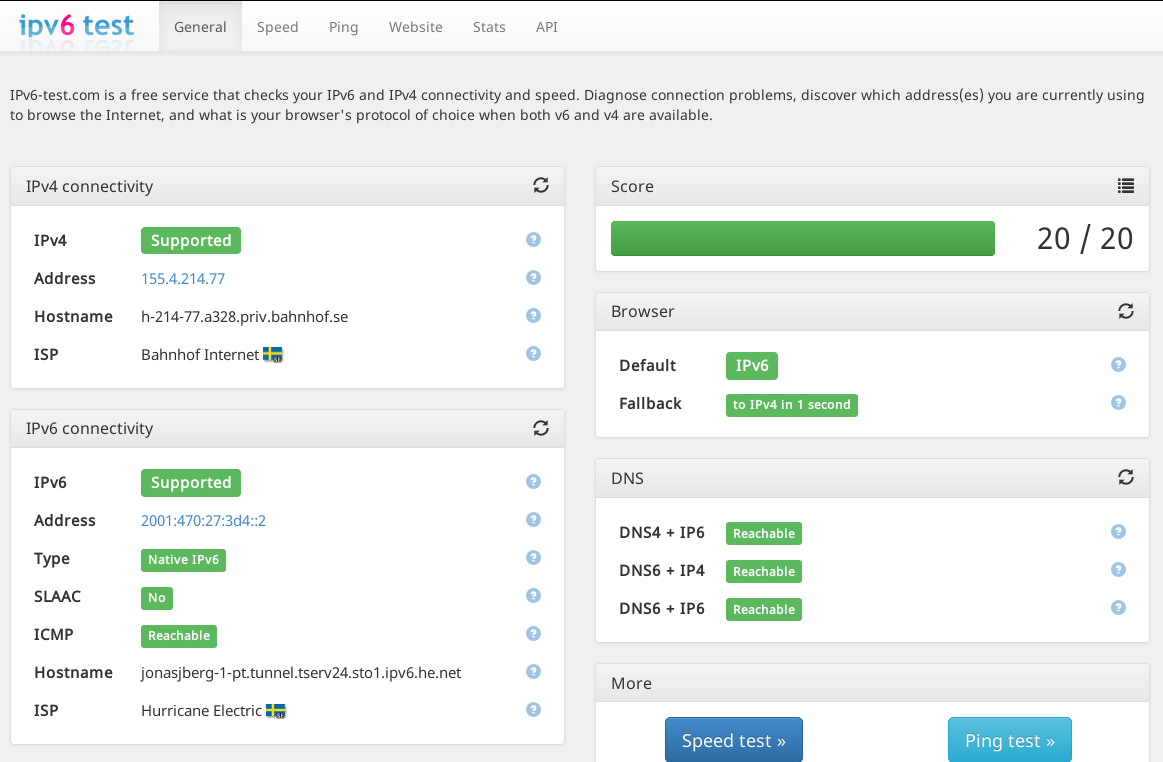 ipv6 test
General Speed Ping Website Stats API
IPv6-test.com is a free service that checks your IPv6 and IPv4 connectivity and speed. Diagnose connection problems, discover which address(es) you are currently using
to browse the Internet, and what is your browser's protocol of choice when both v6 and v4 are available.
IPv4 connectivity
IPv4 Supported ?
Address 155.4.214.77 ?
Hostname h-214-77.a328.priv.bahnhof.se ?
ISP Bahnhof Internet SE ?
IPv6 connectivity
IPv6 Supported ?
Address 2001:470:27:3d4::2 ?
Type Native IPv6 ?
SLAAC No ?
ICMP Reachable ?
Hostname jonasjberg-1-pt.tunnel.tserv24.sto1.ipv6.he.net ?
ISP Hurricane Electric SE ?
Score
20 / 20
Browser
Default IPv6 ?
Fallback to IPv4 in 1 second ?
DNS
DNS4 + IP6 Reachable ?
DNS6 + IP4 Reachable ?
DNS6 + IP6 Reachable ?
More
Speed test » Ping test »